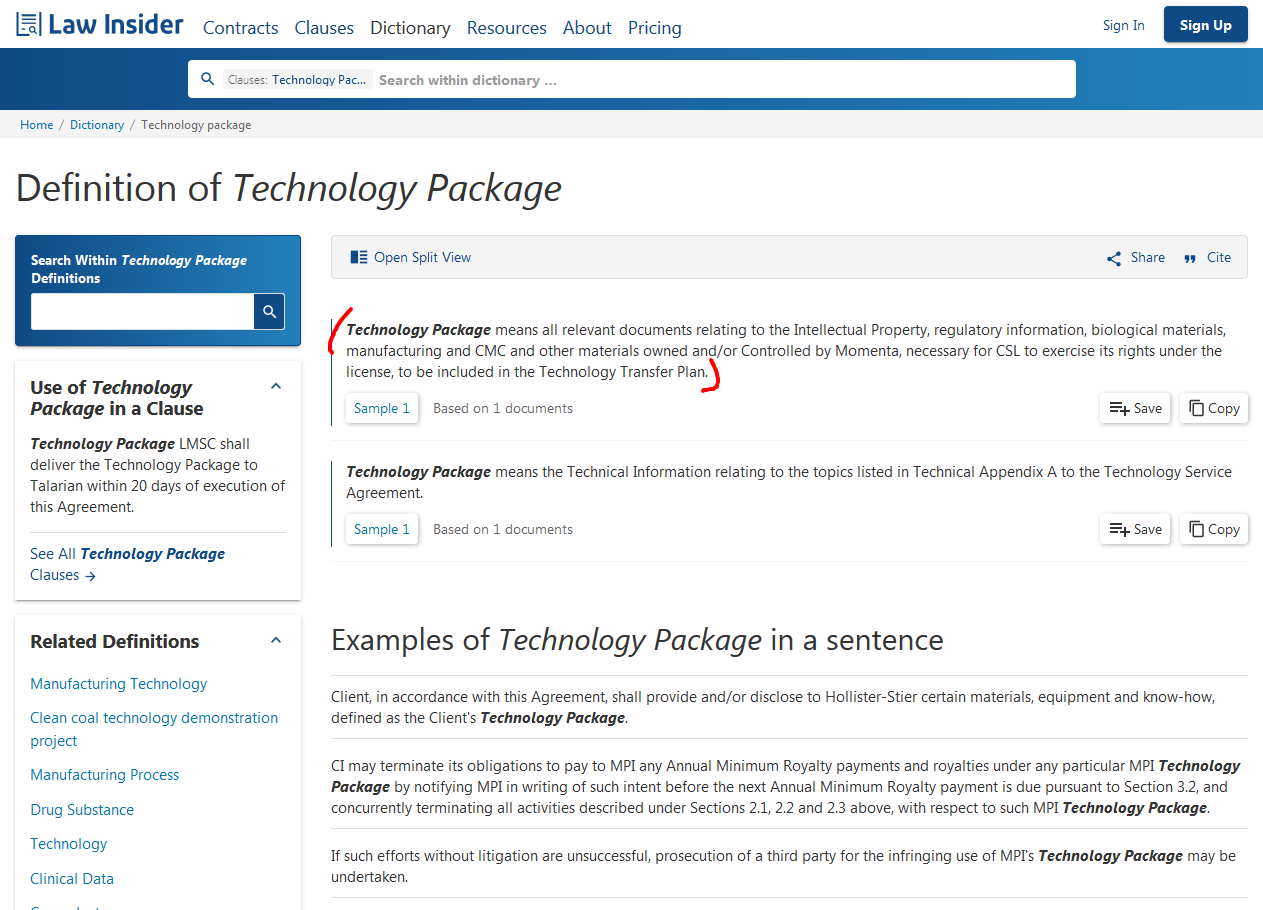 Law Insider
Contracts Clauses Dictionary Resources About Pricing
Sign In
Sign Up
Clauses: Technology Pac... Search within dictionary ...
Home / Dictionary / Technology package
Definition of Technology Package
Search Within Technology Package
Definitions
Use of Technology
Package in a Clause
Technology Package LMSC shall
deliver the Technology Package to
Talarian within 20 days of execution of
this Agreement.
See All Technology Package
Clauses →
Related Definitions
Manufacturing Technology
Clean coal technology demonstration
project
Manufacturing Process
Drug Substance
Technology
Clinical Data
Open Split View
Share
Cite
Technology Package means all relevant documents relating to the Intellectual Property, regulatory information, biological materials,
manufacturing and CMC and other materials owned and/or Controlled by Momenta, necessary for CSL to exercise its rights under the
license, to be included in the Technology Transfer Plan.
Sample 1 Based on 1 documents
Save Copy
Technology Package means the Technical Information relating to the topics listed in Technical Appendix A to the Technology Service
Agreement.
Sample 1 Based on 1 documents
Save Copy
Examples of Technology Package in a sentence
Client, in accordance with this Agreement, shall provide and/or disclose to Hollister-Stier certain materials, equipment and know-how,
defined as the Client's Technology Package.
CI may terminate its obligations to pay to MPI any Annual Minimum Royalty payments and royalties under any particular MPI Technology
Package by notifying MPI in writing of such intent before the next Annual Minimum Royalty payment is due pursuant to Section 3.2, and
concurrently terminating all activities described under Sections 2.1, 2.2 and 2.3 above, with respect to such MPI Technology Package.
If such efforts without litigation are unsuccessful, prosecution of a third party for the infringing use of MPI's Technology Package may be
undertaken.